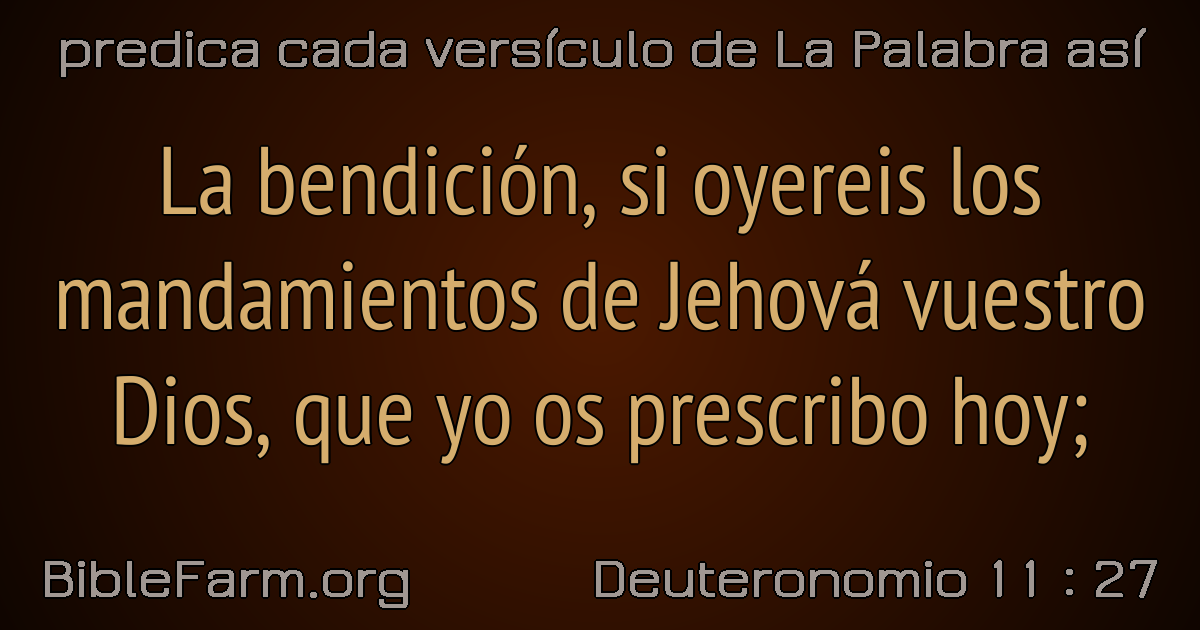 predica cada versículo de La Palabra así
La bendición, si oyereis los
mandamientos de Jehová vuestro
Dios, que yo os prescribo hoy;
BibleFarm.org
Deuteronomio 11 : 27